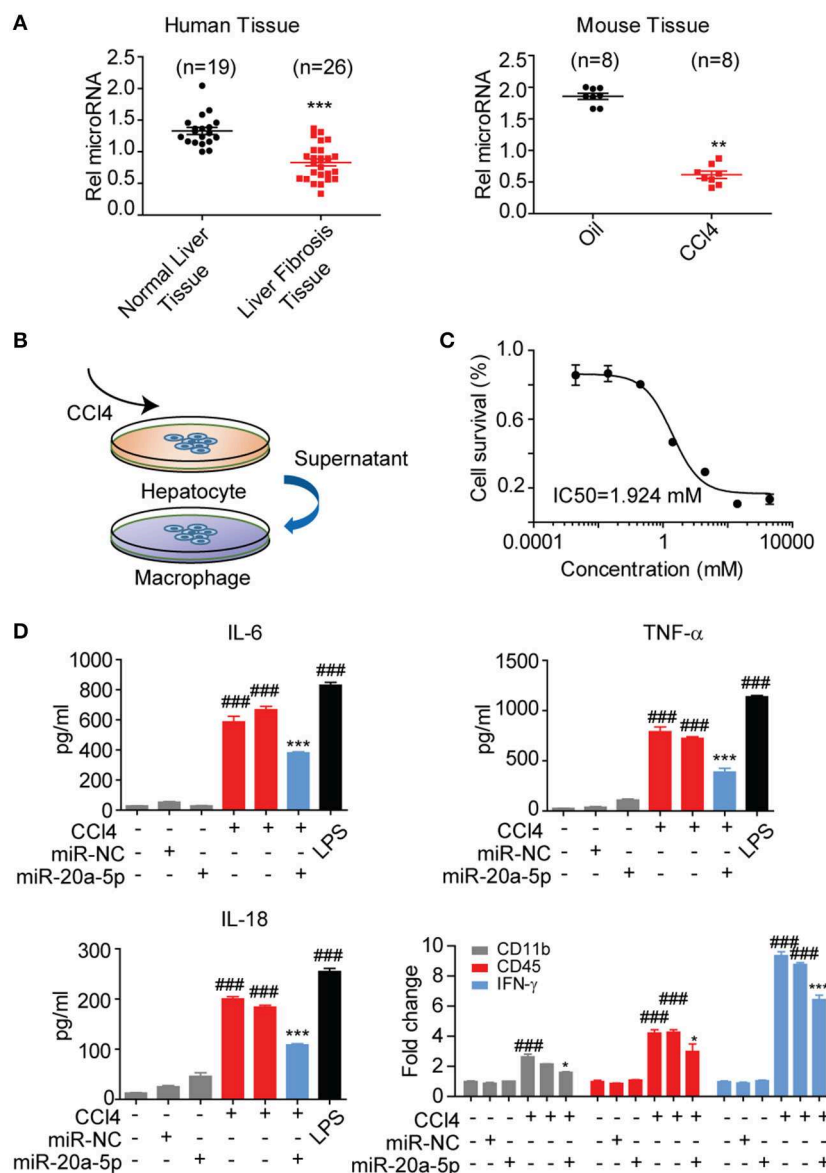 A
Human Tissue
Mouse Tissue
Rel microRNA
2.5
2.0
1.5
1.0
0.5
0.0
(n=19)
(n=26)
***
Normal Liver
Tissue
Liver Fibrosis
Tissue
Rel microRNA
2.5
2.0
1.5
1.0
0.5
0.0
(n=8)
(n=8)
**
Oil
CCl4
B
CCl4
Supernatant
Hepatocyte
Macrophage
C
Cell survival (%)
1.0
0.6
0.2
IC50=1.924 mM
0.0001
1
10000
Concentration (mM)
D
IL-6
pg/ml
1000
800
600
400
200
0
###
###
***
###
CCl4 - - - + + + LPS
miR-NC - + - - - -
miR-20a-5p - - + - - +
TNF-α
pg/ml
1500
1000
500
0
###
###
***
###
CCl4 - - - + + + LPS
miR-NC - + - - - -
miR-20a-5p - - + - - +
IL-18
pg/ml
300
200
100
0
###
###
***
###
CCl4 - - - + + + LPS
miR-NC - + - - - -
miR-20a-5p - - + - - +
Fold change
10
8
6
4
2
0
CD11b
CD45
IFN-γ
###
*
###
###
*
###
###
***
CCl4 - - - + + + - - - + + + - - - + + +
miR-NC - + - - - - - + - - - - - + - - - -
miR-20a-5p - - + - - + - - + - - + - - + - - +